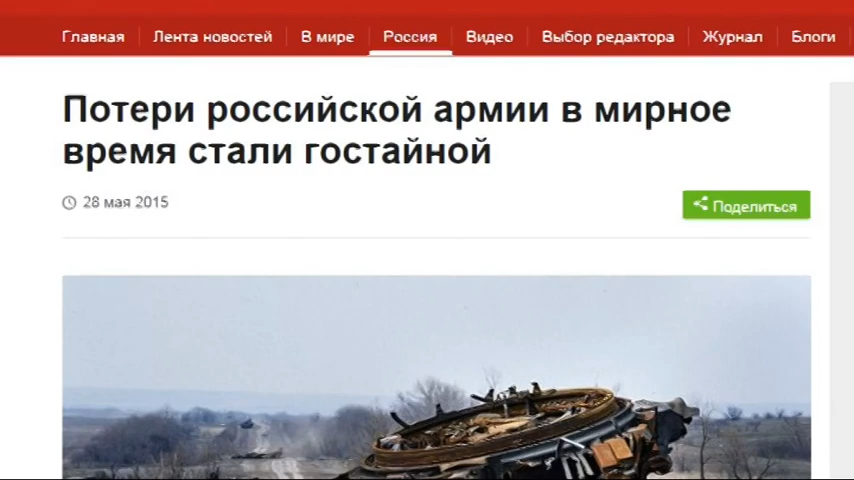 Главная Лента новостей В мире Россия Видео Выбор редактора Журнал Блоги
Потери российской армии в мирное
время стали гостайной
28 мая 2015
Поделиться